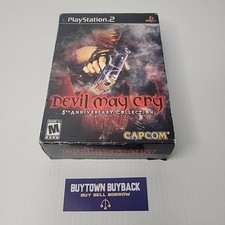 PlayStation 2
Devil May Cry
5th ANNIVERSARY COLLECTION
M
CAPCOM
BUYTOWN BUYBACK
BUY SELL BORROW